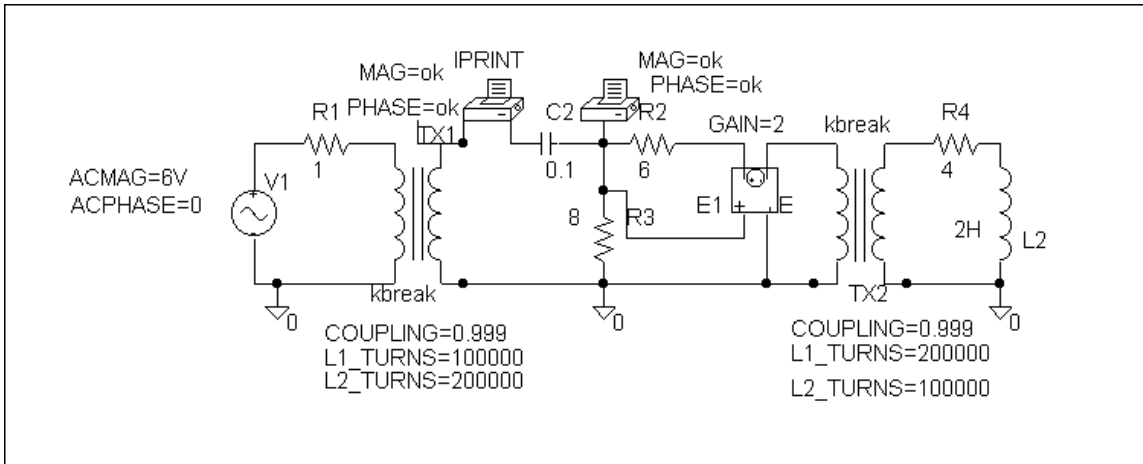 IPRINT
MAG=ok
MAG=ok
PHASE=ok
PHASE=ok
R1
TX1
C2
R2
GAIN=2
kbreak
R4
1
0.1
6
4
ACMAG=6V
ACPHASE=0
V1
8
R3
E1
E
2H
L2
kbreak
TX2
0
0
0
COUPLING=0.999
L1_TURNS=100000
L2_TURNS=200000
COUPLING=0.999
L1_TURNS=200000
L2_TURNS=100000